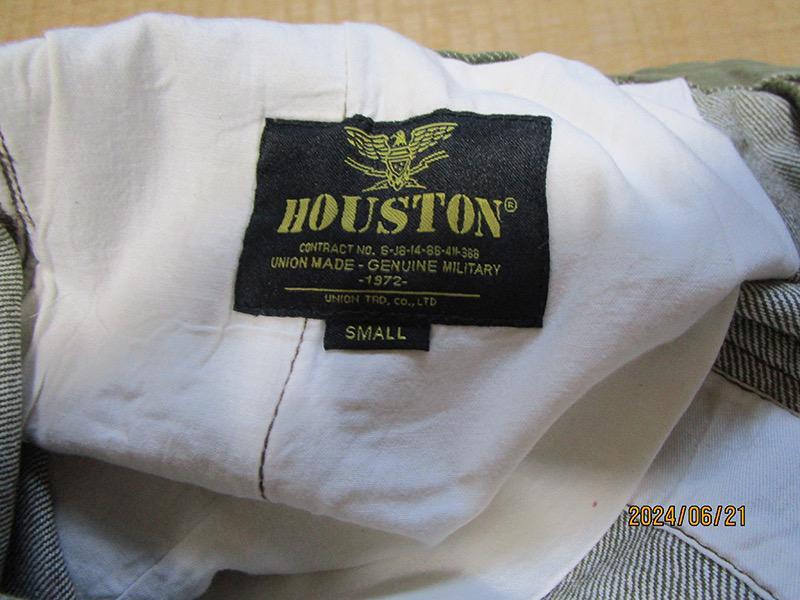 HOUSTON®
CONTRACT NO. S-J8-14-86-411-368
UNION MADE - GENUINE MILITARY
-1972-
UNION TRD, CO., LTD
SMALL
2024/06/21